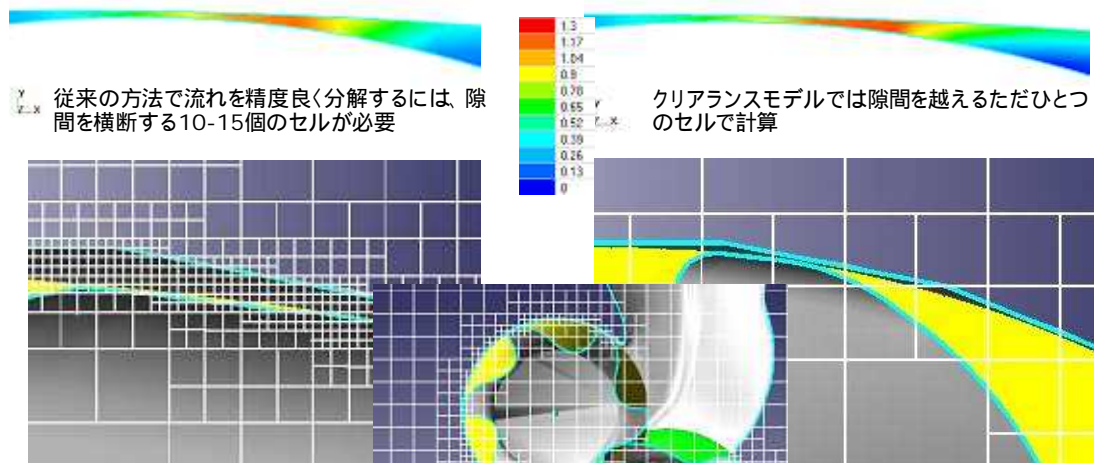 従来の方法で流れを精度良く分解するには、隙
間を横断する10-15個のセルが必要
1.3
1.17
1.04
0.9
0.78
0.65
0.52
0.39
0.26
0.13
0
クリアランスモデルでは隙間を越えるただひとつ
のセルで計算
Y
Z X